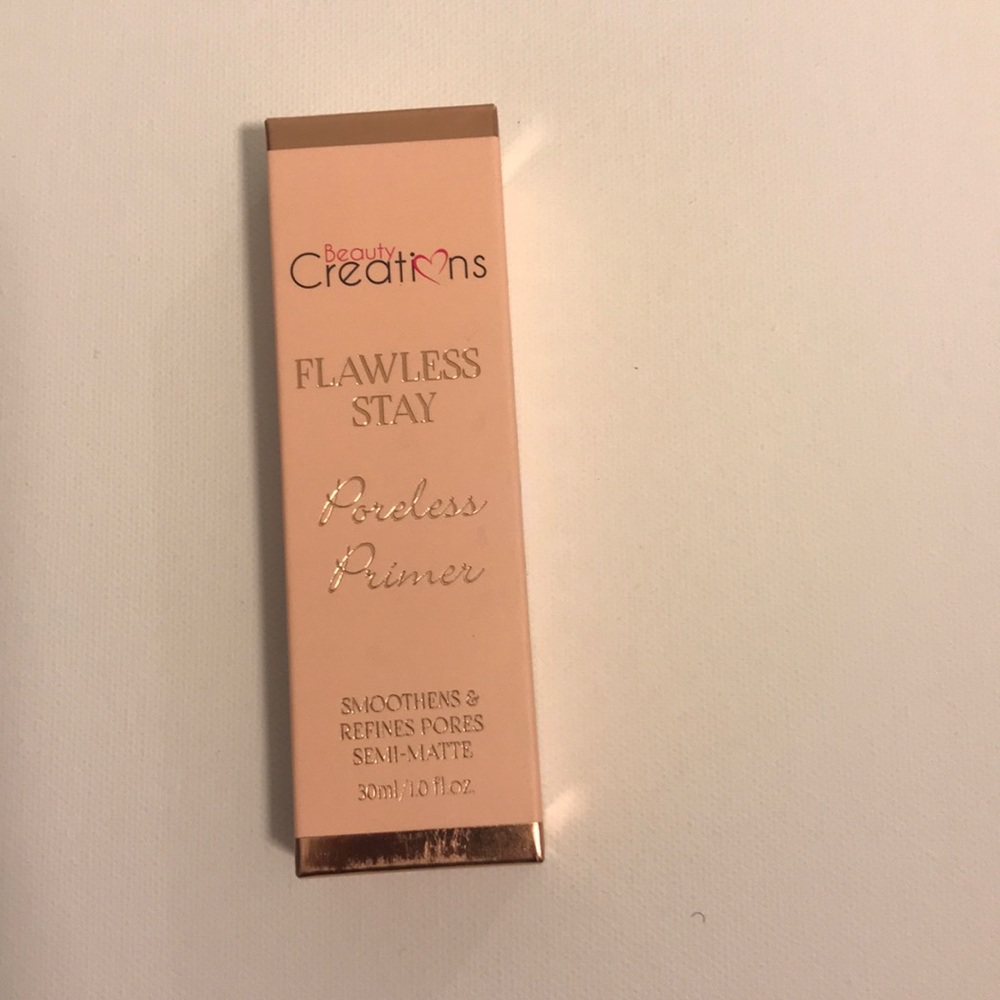 Beauty
Creations
FLAWLESS
STAY
Poreless
Primer
SMOOTHENS &
REFINES PORES
SEMI-MATTE
30ml/1.0 fl.oz.